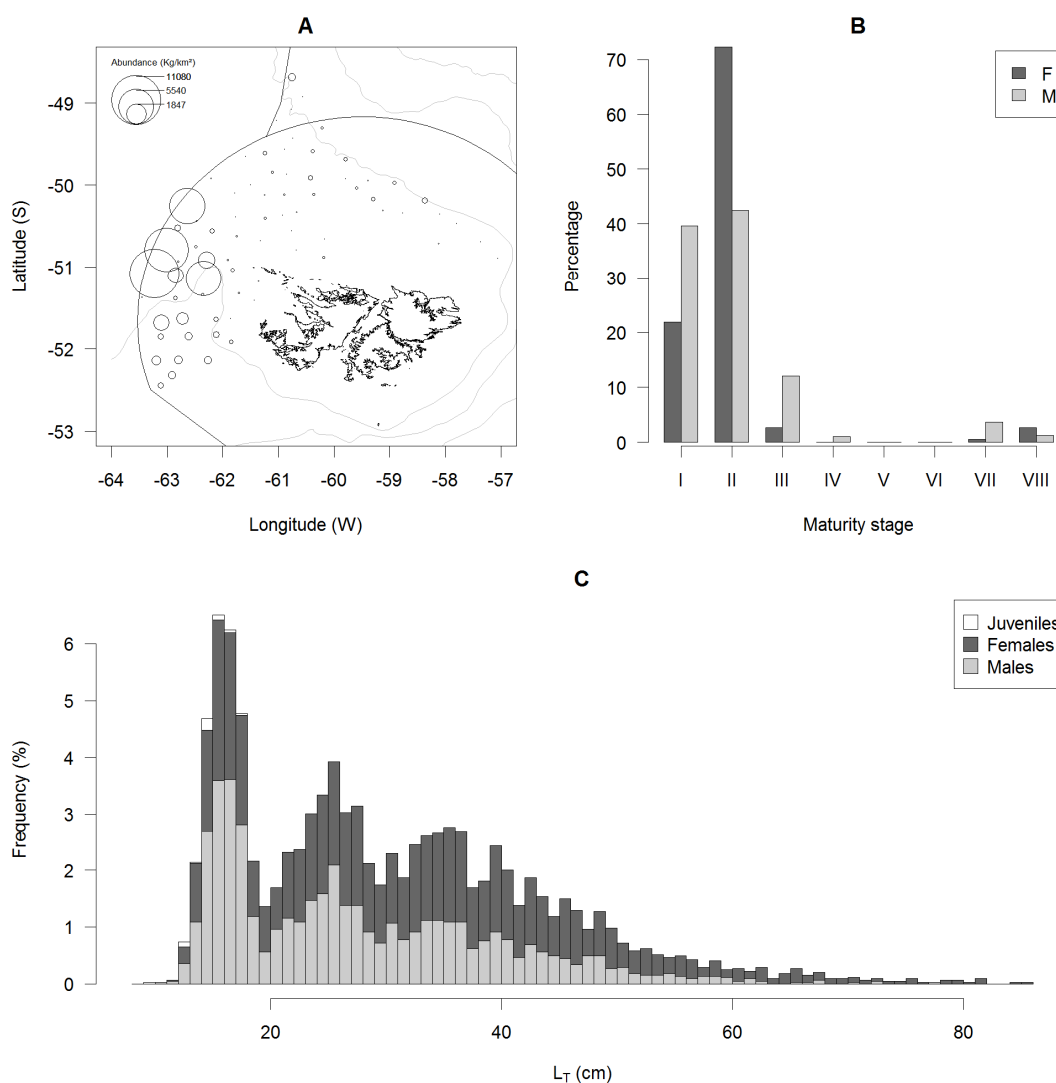 A
Abundance (Kg/km²)
11080
5540
1847
-49
-50
-51
-52
-53
Latitude (S)
-64 -63 -62 -61 -60 -59 -58 -57
Longitude (W)
B
F
M
70
60
50
40
30
20
10
0
Percentage
I II III IV V VI VII VIII
Maturity stage
C
Juveniles
Females
Males
6
5
4
3
2
1
0
Frequency (%)
20 40 60 80
LT (cm)